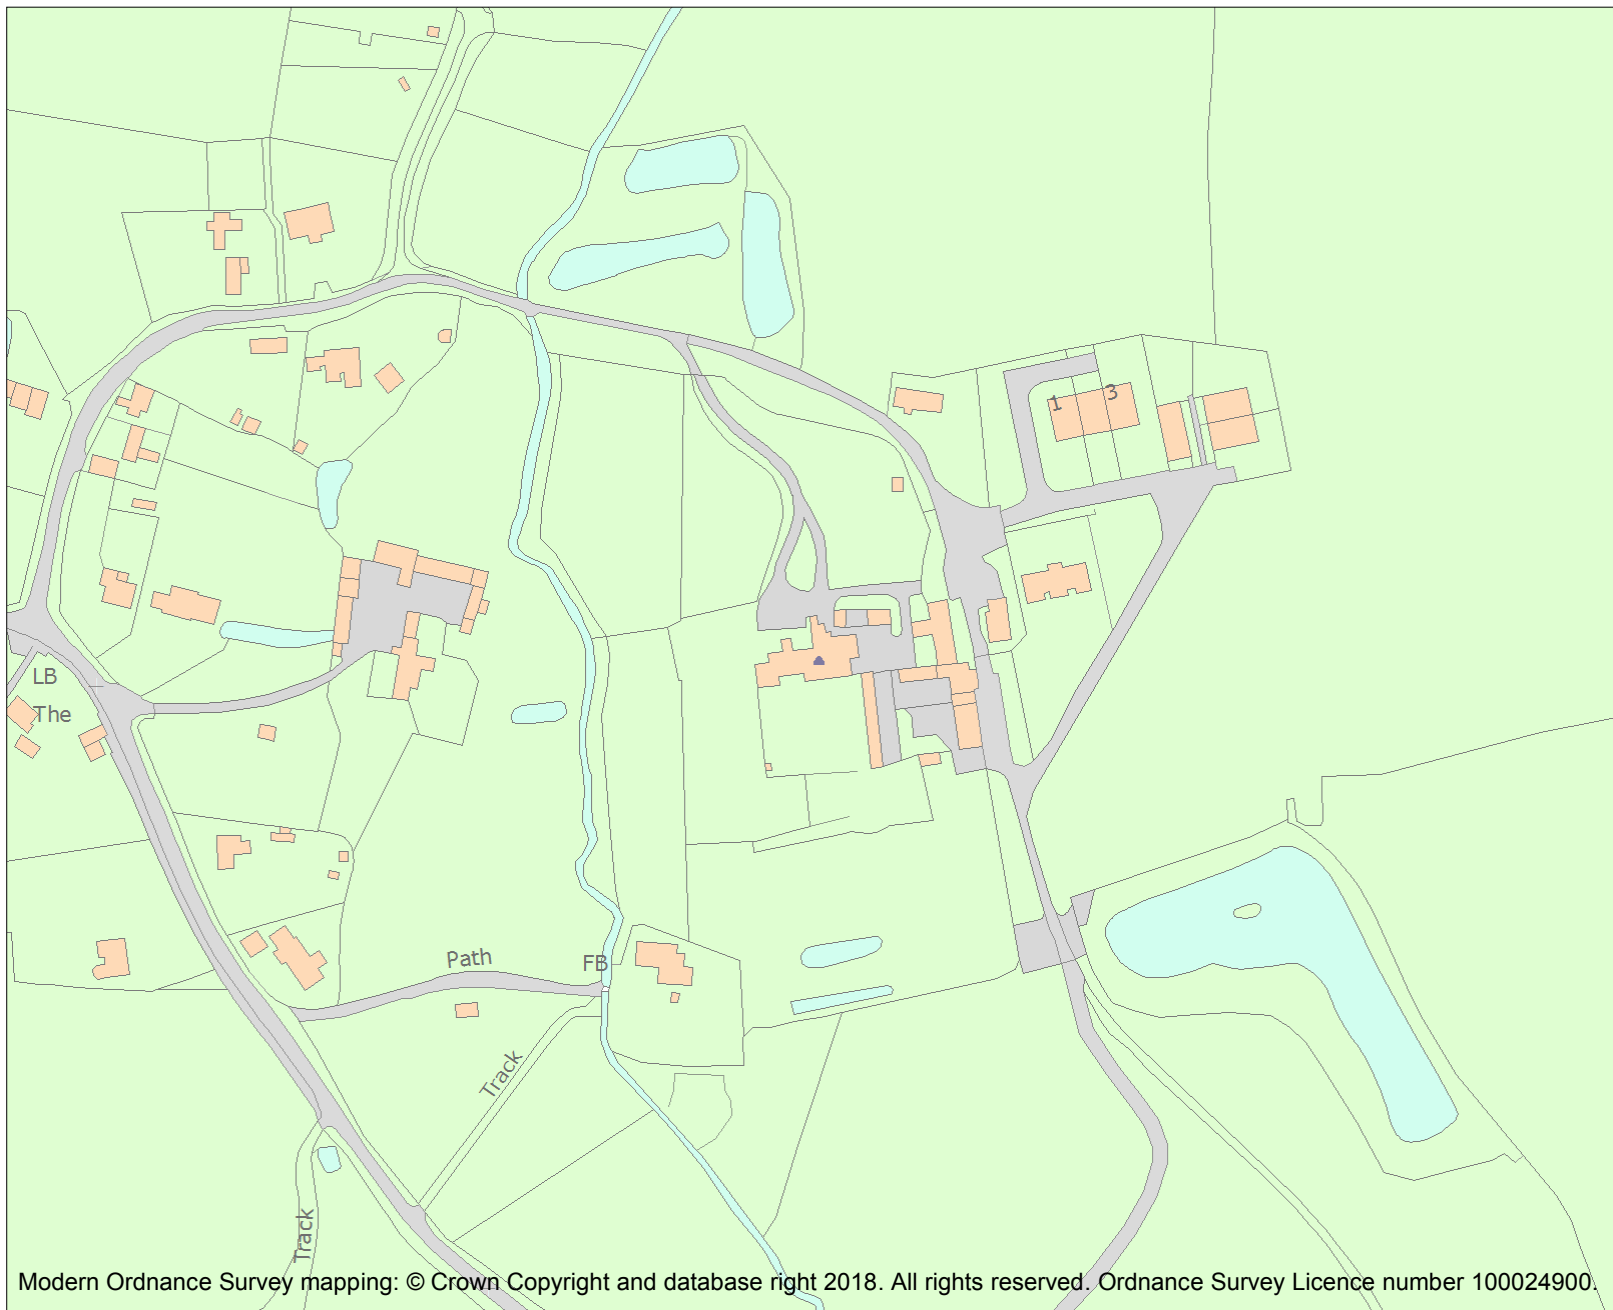 1
3
LB
The
Path
FB
Track
Track
Modern Ordnance Survey mapping: © Crown Copyright and database right 2018. All rights reserved. Ordnance Survey Licence number 100024900.